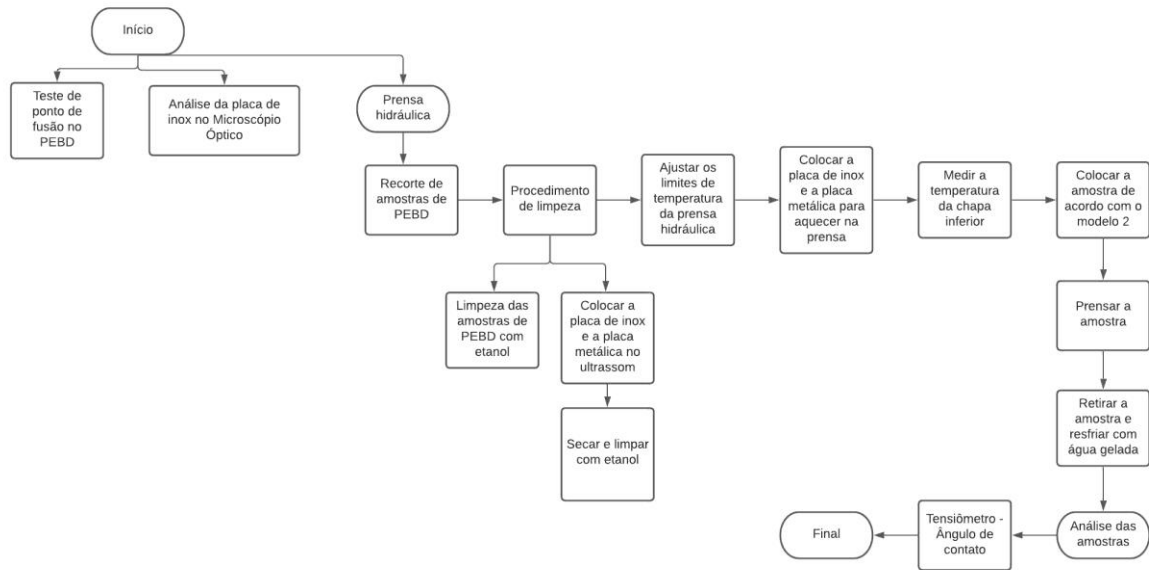 Início
Teste de
ponto de
fusão no
PEBD
Análise da placa de
inox no Microscópio
Óptico
Prensa
hidráulica
Recorte de
amostras de
PEBD
Procedimento
de limpeza
Ajustar os
limites de
temperatura
da prensa
hidráulica
Colocar a
placa de inox
e a placa
metálica para
aquecer na
prensa
Medir a
temperatura
da chapa
inferior
Colocar a
amostra de
acordo com o
modelo 2
Limpeza das
amostras de
PEBD com
etanol
Colocar a
placa de inox
e a placa
metálica no
ultrassom
Secar e limpar
com etanol
Prensar a
amostra
Retirar a
amostra e
resfriar com
água gelada
Análise das
amostras
Tensiômetro -
Ângulo de
contato
Final